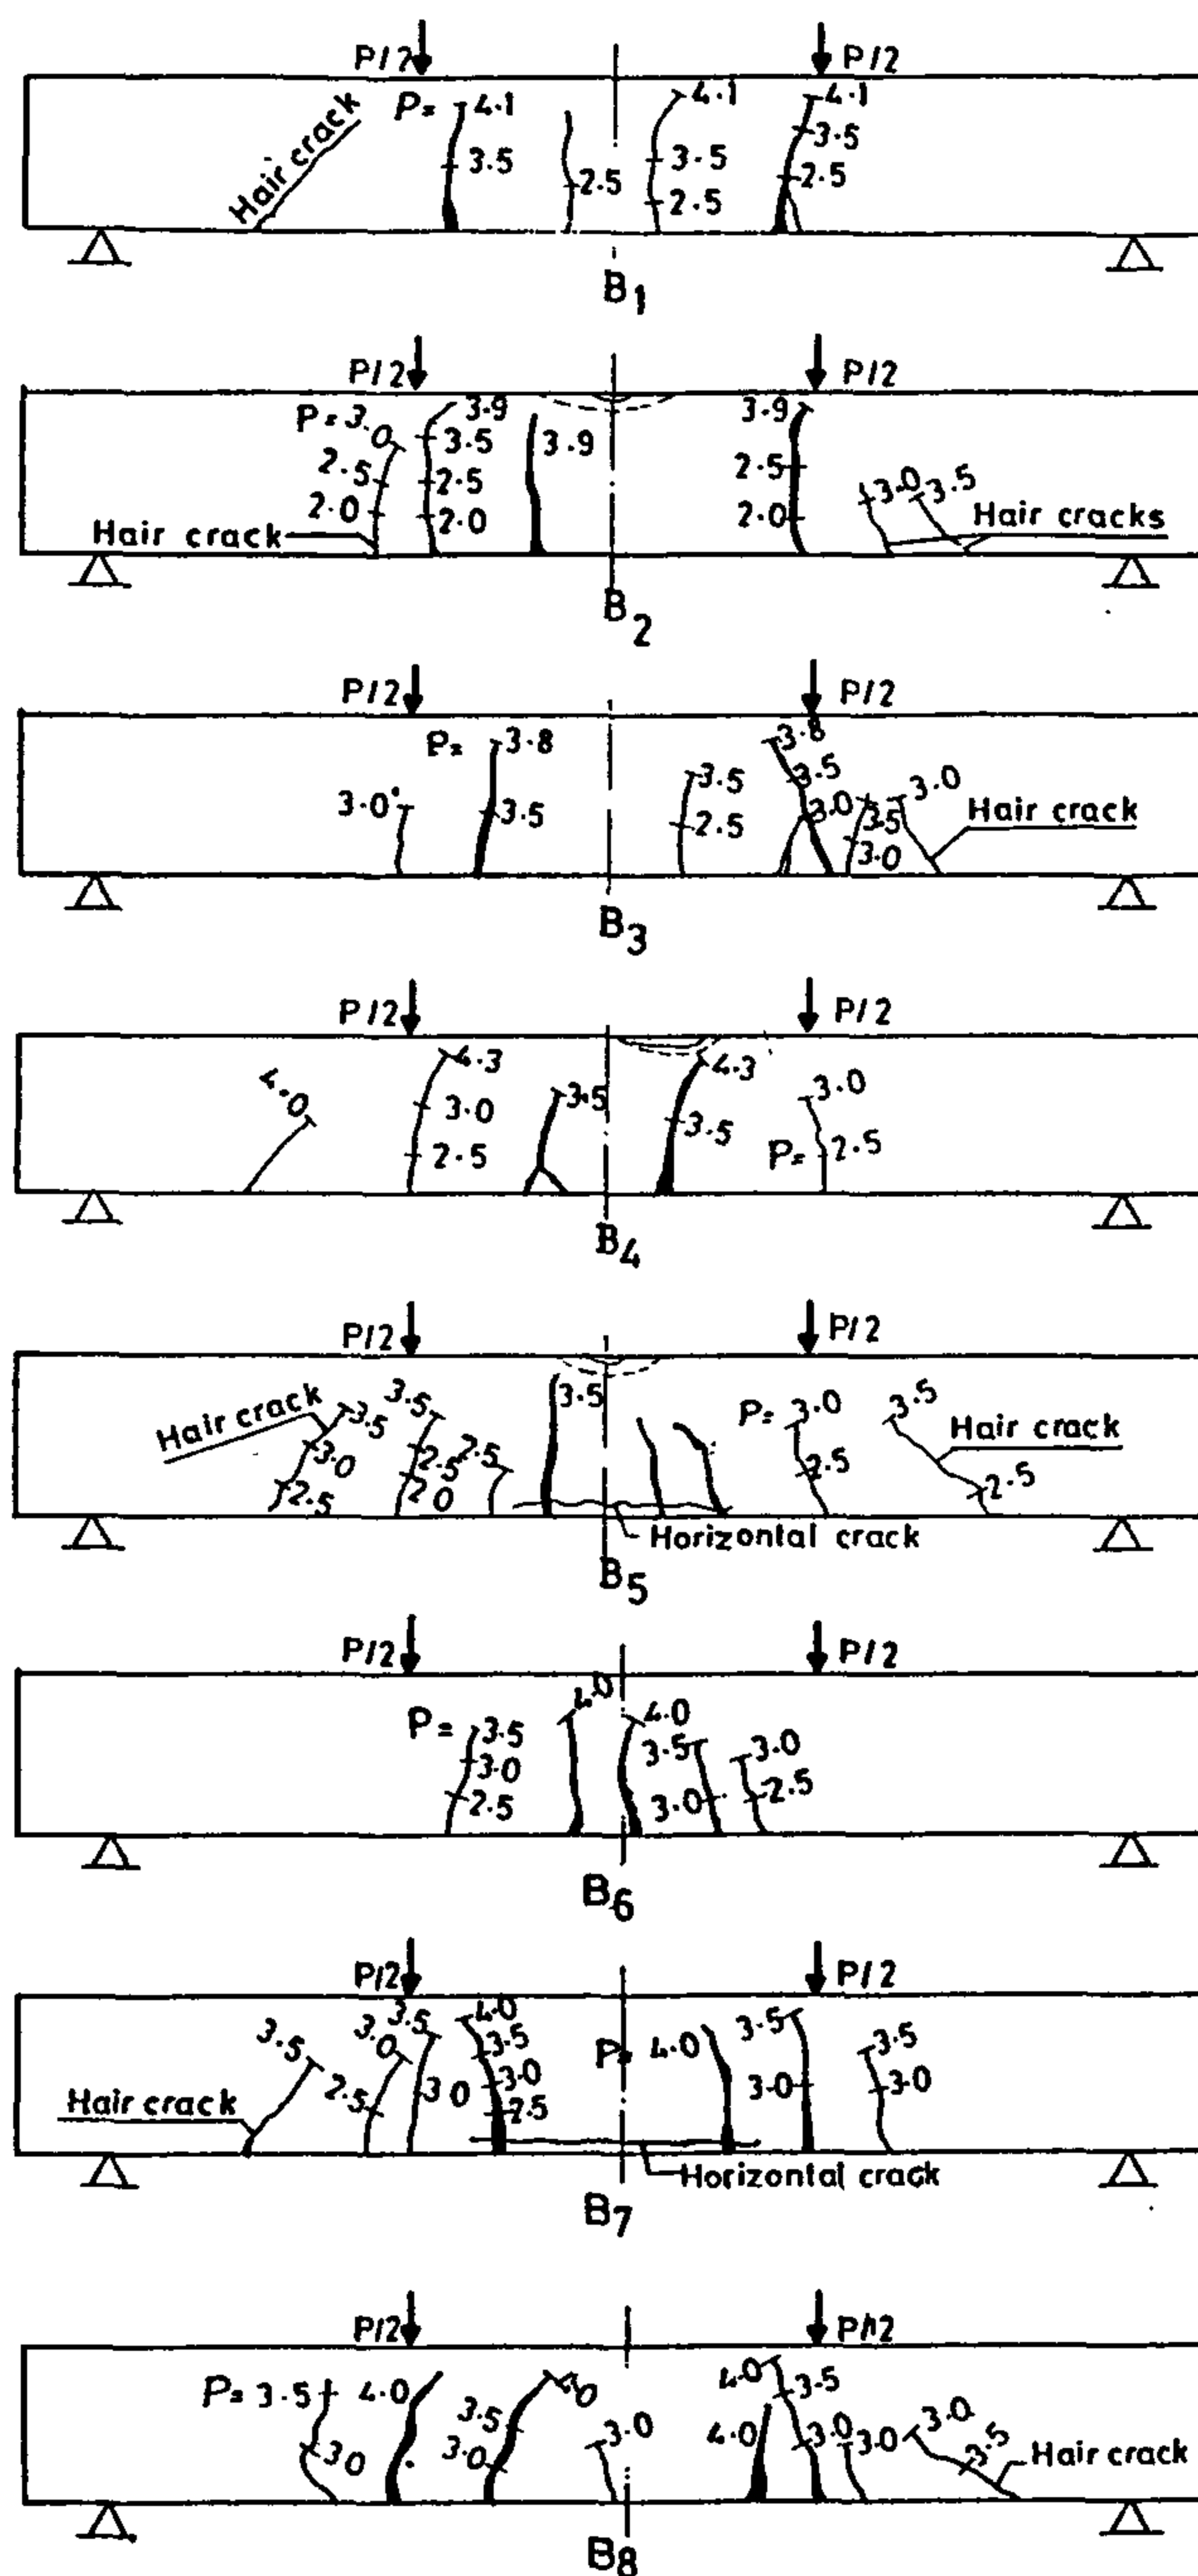 P/2 P/2
P= 4.1 4.1 4.1
Hair crack 3.5 2.5 3.5 2.5 3.5 2.5
B1
P/2 P/2
P= 3.0 3.9 3.9 3.9
2.5 3.5 2.5 3.0 3.5
2.0 2.5 2.0
Hair crack 2.0 Hair cracks
B2
P/2 P/2
P= 3.8 3.8
3.0 3.5 3.5 2.5 3.5 3.0 3.5 3.0 3.0 Hair crack
B3
P/2 P/2
4.0 4.3 3.5 4.3 3.0
3.0 3.5
2.5 P= 2.5
B4
P/2 P/2
Hair crack 3.5 3.5 3.5 P= 3.0 3.5 Hair crack
3.0 2.5 2.5 2.5 2.5
2.5 2.0
Horizontal crack
B5
P/2 P/2
P= 3.5 4.0 4.0 3.5 3.0
3.0
2.5 3.0 2.5
B6
P/2 P/2
3.5 3.0 3.5 4.0 P= 4.0 3.5 3.5
2.5 3.0 3.5 3.0 3.0
Hair crack 3.0 2.5
Horizontal crack
B7
P/2 P/2
P= 3.5 4.0 4.0 4.0 3.5
3.0 3.5 3.0 4.0 3.0 3.0 3.0
3.0 3.5 Hair crack
B8